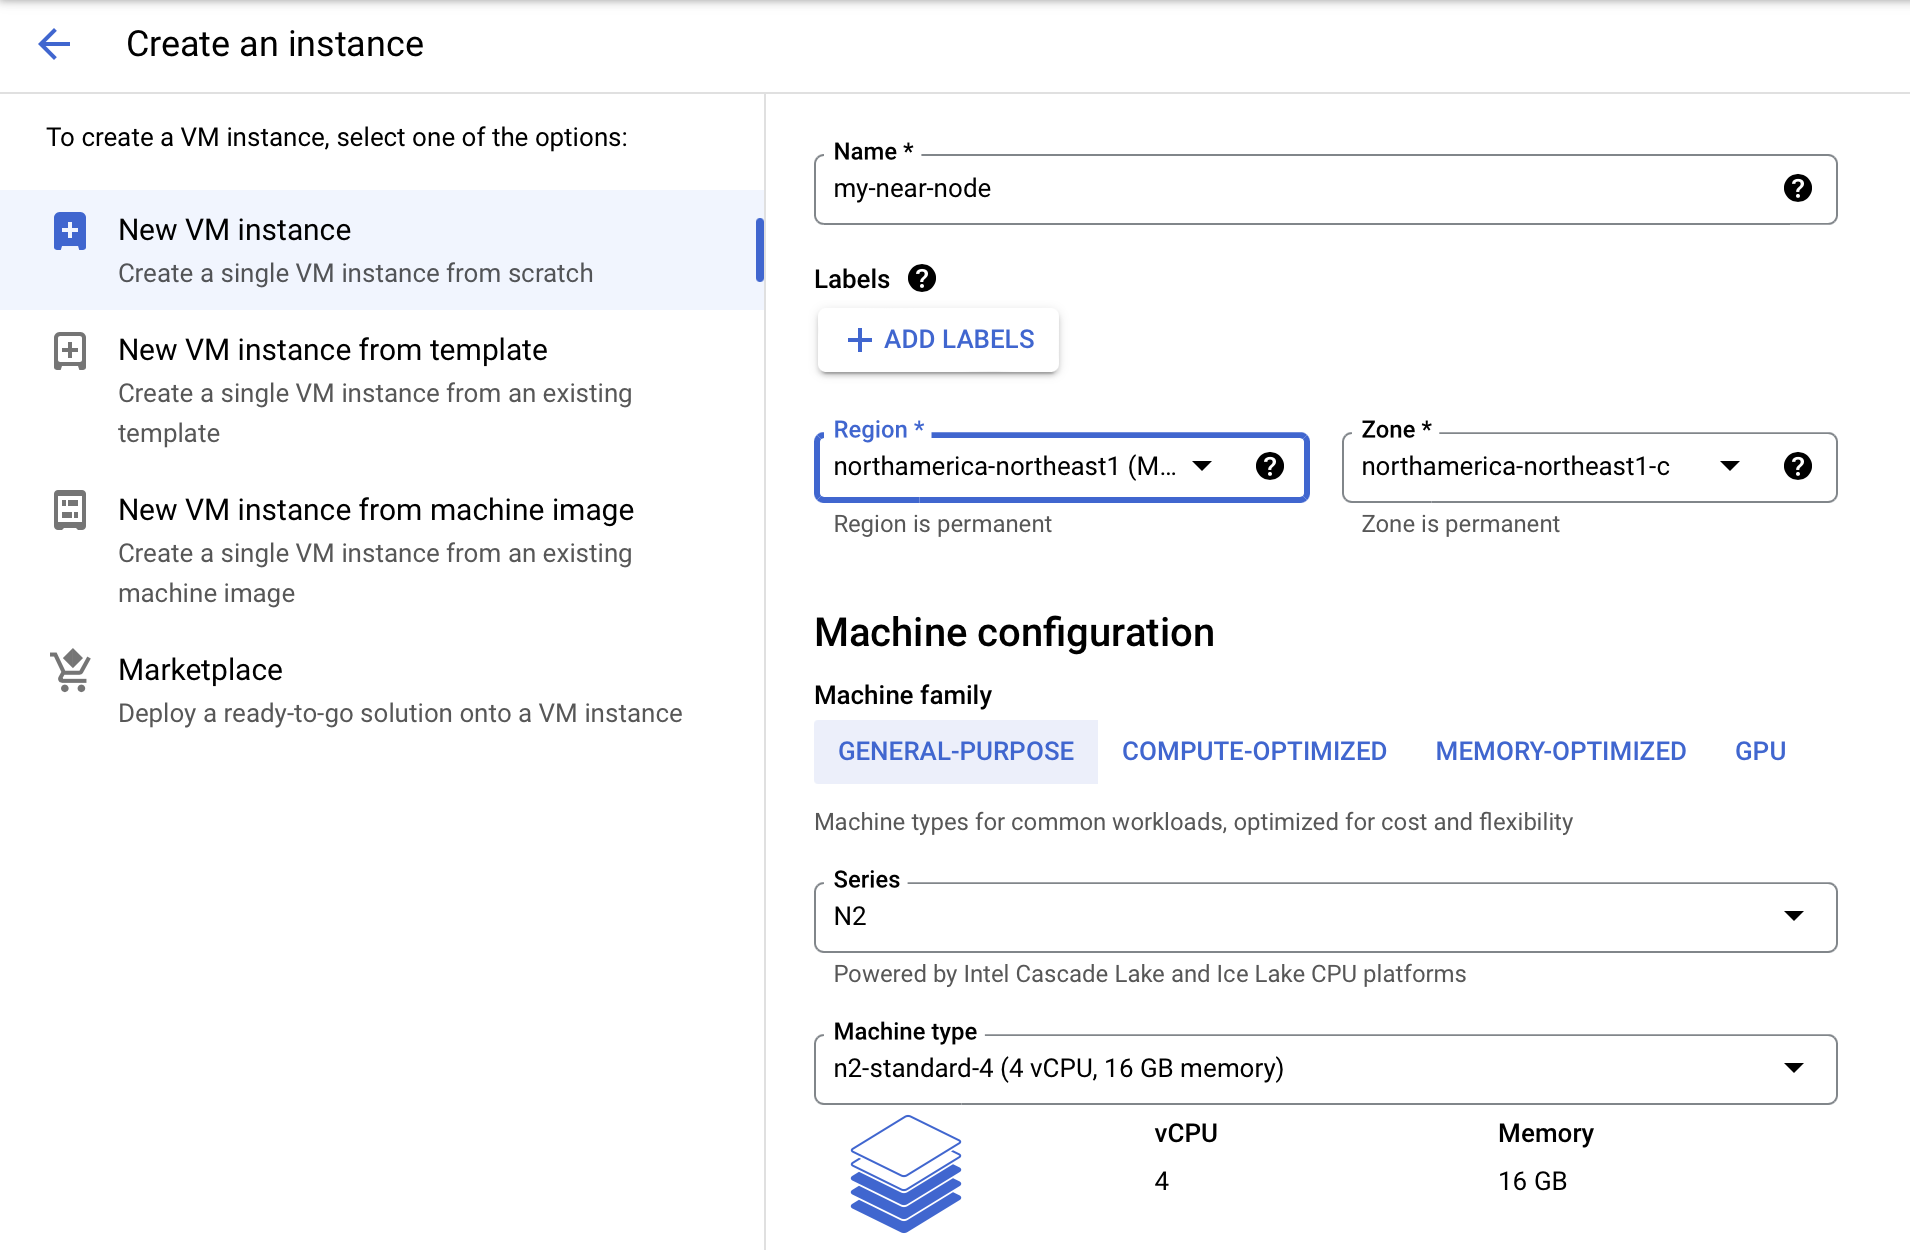 Create an instance
To create a VM instance, select one of the options:
New VM instance
Create a single VM instance from scratch
New VM instance from template
Create a single VM instance from an existing
template
New VM instance from machine image
Create a single VM instance from an existing
machine image
Marketplace
Deploy a ready-to-go solution onto a VM instance
Name *
my-near-node
Labels
ADD LABELS
Region *
northamerica-northeast1 (M...
Region is permanent
Zone *
northamerica-northeast1-c
Zone is permanent
Machine configuration
Machine family
GENERAL-PURPOSE
COMPUTE-OPTIMIZED
MEMORY-OPTIMIZED
GPU
Machine types for common workloads, optimized for cost and flexibility
Series
N2
Powered by Intel Cascade Lake and Ice Lake CPU platforms
Machine type
n2-standard-4 (4 vCPU, 16 GB memory)
vCPU
4
Memory
16 GB